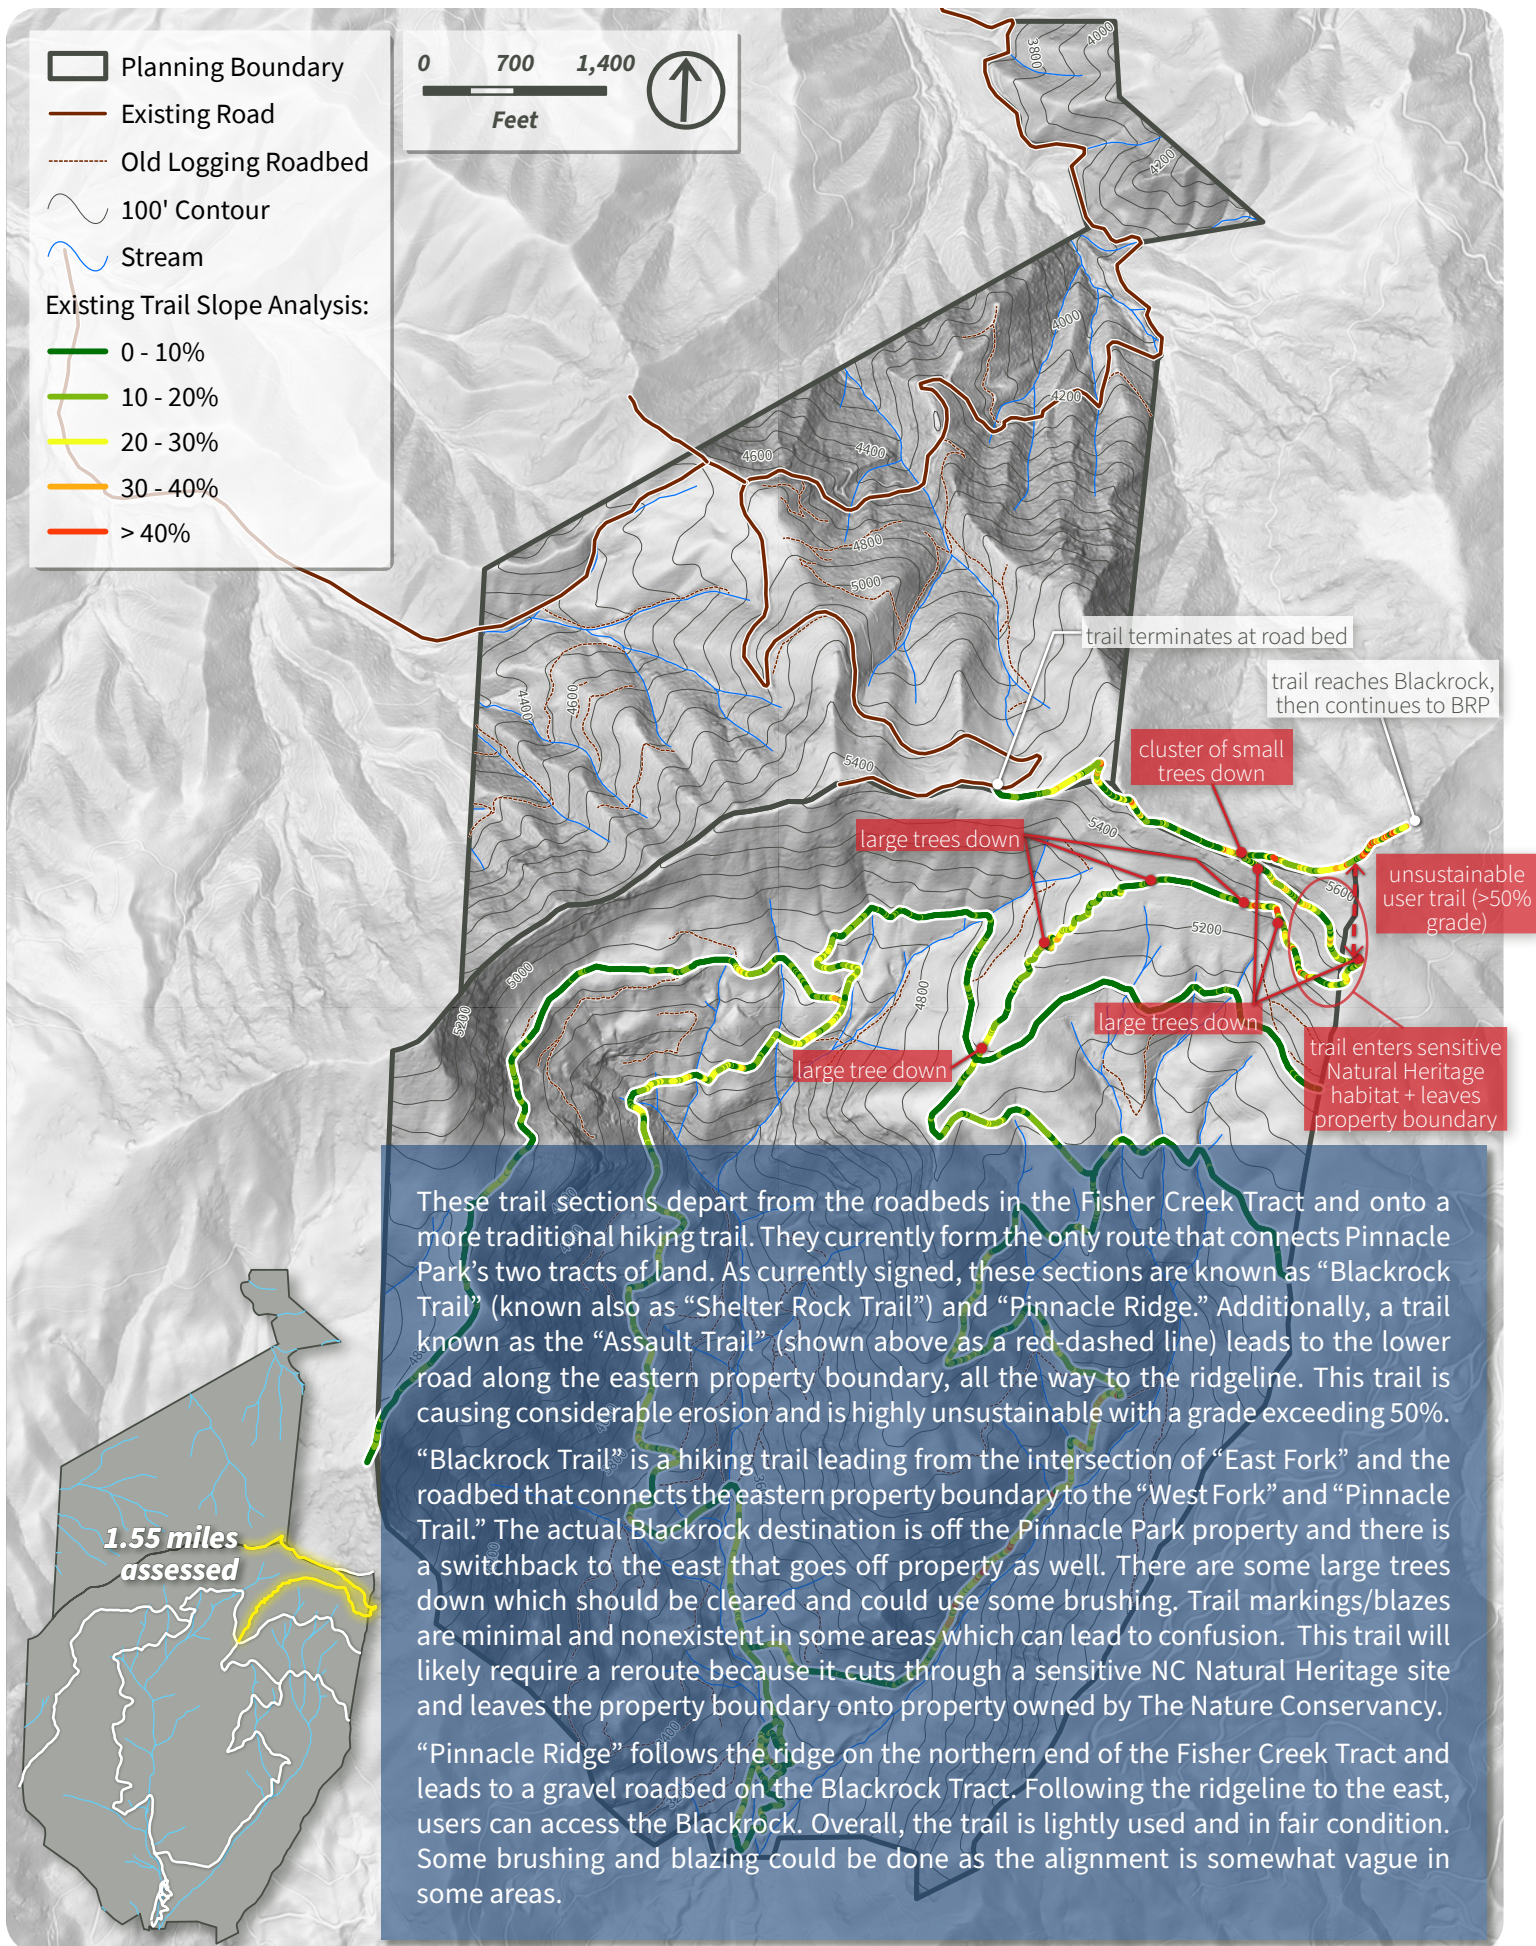 Planning Boundary
Existing Road
Old Logging Roadbed
100' Contour
Stream
Existing Trail Slope Analysis:
0 - 10%
10 - 20%
20 - 30%
30 - 40%
> 40%
0 700 1,400
Feet
3800
4000
4200
4000
4200
4400
4600
4800
5000
4400
4600
5400
trail terminates at road bed
trail reaches Blackrock,
then continues to BRP
cluster of small
trees down
5400
large trees down
unsustainable
user trail (>50%
grade)
5600
5200
5000
4800
5200
large trees down
large tree down
trail enters sensitive
Natural Heritage
habitat + leaves
property boundary
These trail sections depart from the roadbeds in the Fisher Creek Tract and onto a
more traditional hiking trail. They currently form the only route that connects Pinnacle
Park’s two tracts of land. As currently signed, these sections are known as “Blackrock
Trail” (known also as “Shelter Rock Trail”) and “Pinnacle Ridge.” Additionally, a trail
known as the “Assault Trail” (shown above as a red-dashed line) leads to the lower
road along the eastern property boundary, all the way to the ridgeline. This trail is
causing considerable erosion and is highly unsustainable with a grade exceeding 50%.
“Blackrock Trail” is a hiking trail leading from the intersection of “East Fork” and the
roadbed that connects the eastern property boundary to the “West Fork” and “Pinnacle
Trail.” The actual Blackrock destination is off the Pinnacle Park property and there is
a switchback to the east that goes off property as well. There are some large trees
down which should be cleared and could use some brushing. Trail markings/blazes
are minimal and nonexistent in some areas which can lead to confusion. This trail will
likely require a reroute because it cuts through a sensitive NC Natural Heritage site
and leaves the property boundary onto property owned by The Nature Conservancy.
“Pinnacle Ridge” follows the ridge on the northern end of the Fisher Creek Tract and
leads to a gravel roadbed on the Blackrock Tract. Following the ridgeline to the east,
users can access the Blackrock. Overall, the trail is lightly used and in fair condition.
Some brushing and blazing could be done as the alignment is somewhat vague in
some areas.
1.55 miles
assessed